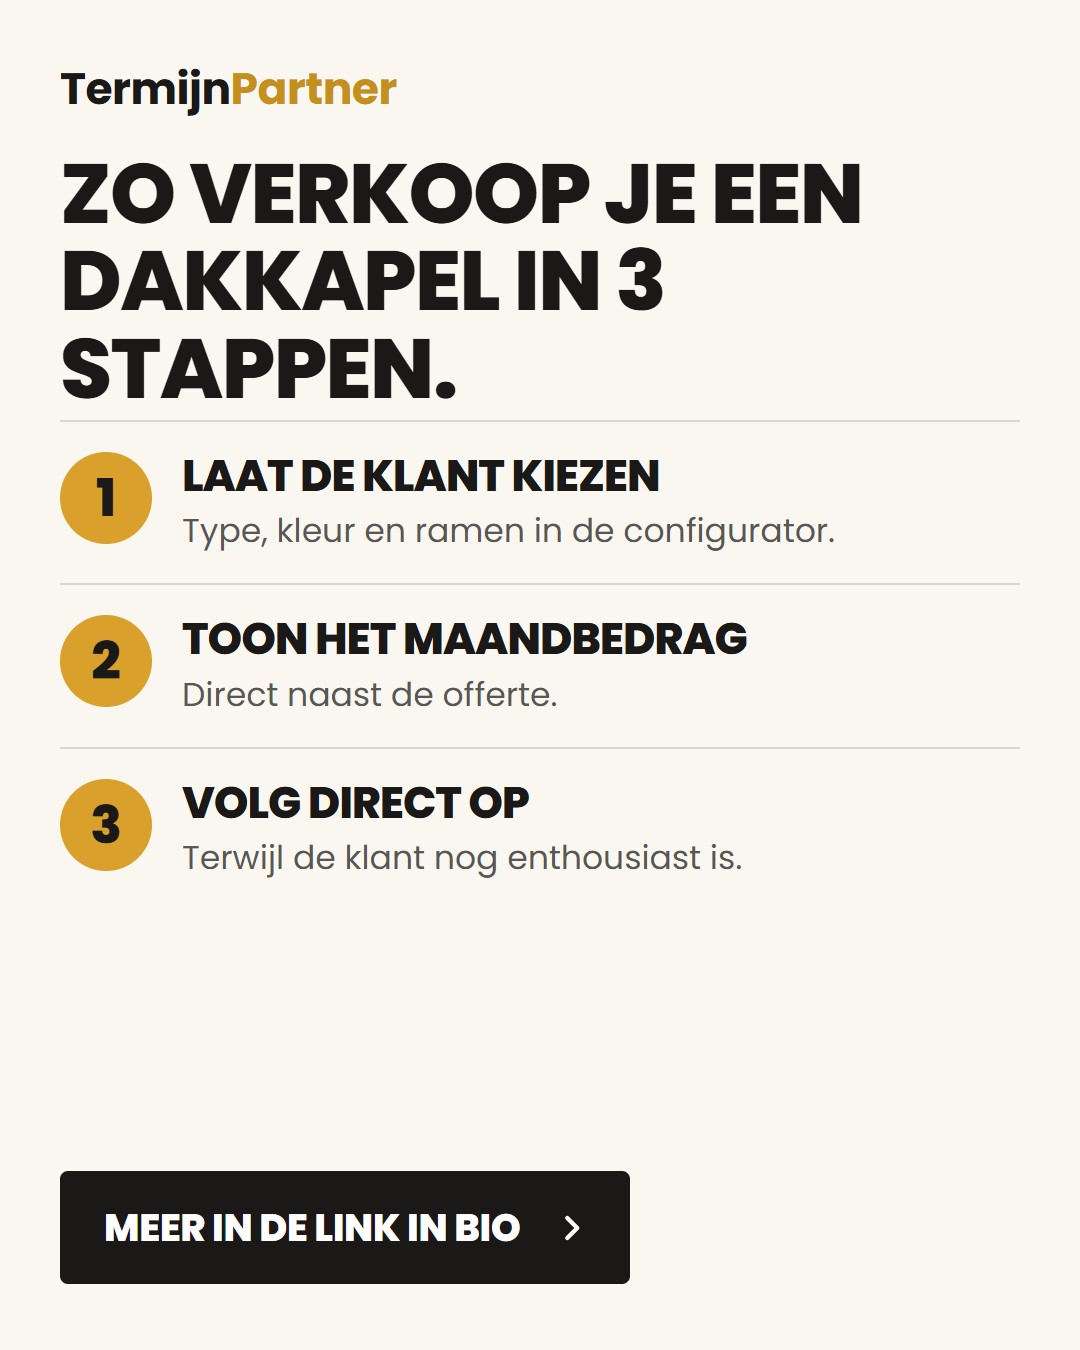 TermijnPartner
ZO VERKOOP JE EEN
DAKKAPEL IN 3
STAPPEN.
1
LAAT DE KLANT KIEZEN
Type, kleur en ramen in de configurator.
2
TOON HET MAANDBEDRAG
Direct naast de offerte.
3
VOLG DIRECT OP
Terwijl de klant nog enthousiast is.
MEER IN DE LINK IN BIO